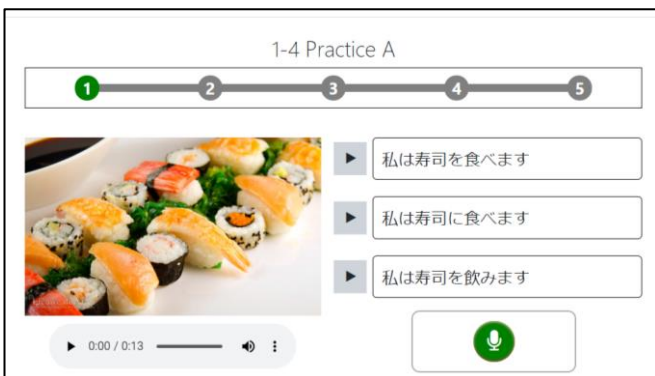 1-4 Practice A
1 2 3 4 5
私は寿司を食べます
私は寿司に食べます
私は寿司を飲みます
0:00 / 0:13